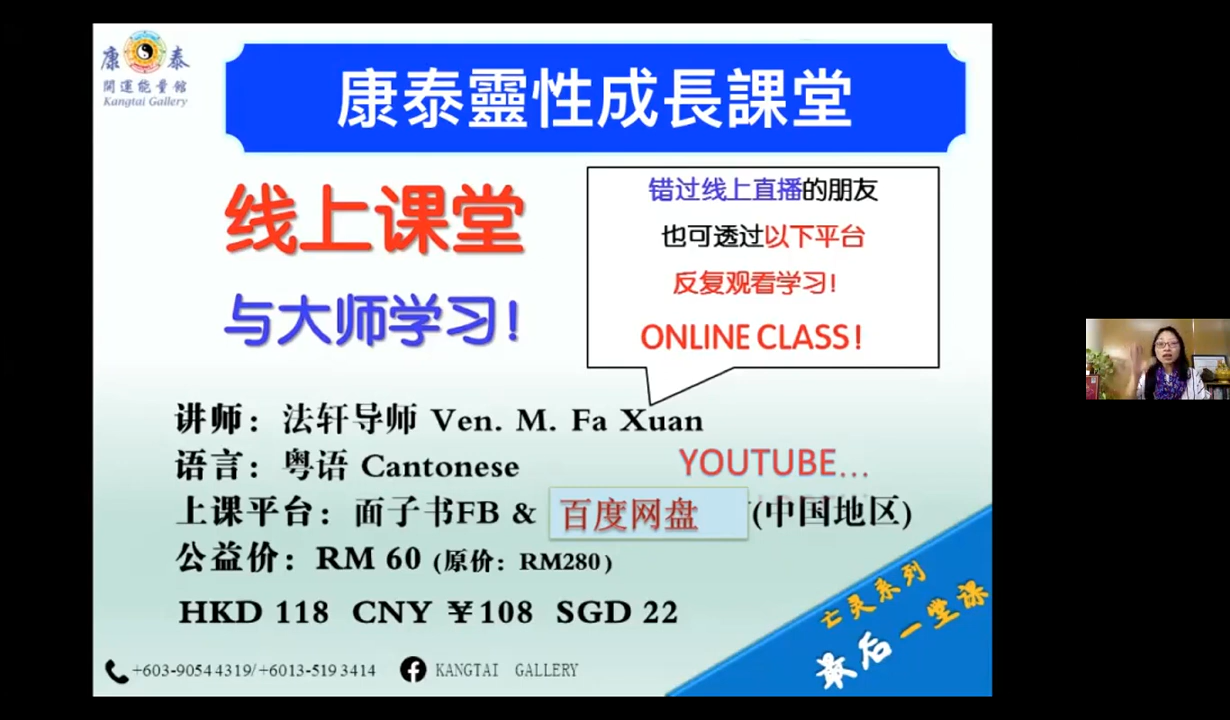 康泰
開運能量館
Kangtai Gallery
康泰靈性成長課堂
线上课堂
与大师学习!
错过线上直播的朋友
也可透过以下平台
反复观看学习!
ONLINE CLASS!
讲师：法轩导师 Ven. M. Fa Xuan
语言：粤语 Cantonese
YOUTUBE...
上课平台：面子书FB & 百度网盘 (中国地区)
公益价：RM 60 (原价：RM280)
HKD 118 CNY ¥108 SGD 22
亡灵系列
最后一堂课
+603-9054 4319/+6013-519 3414
KANGTAI GALLERY